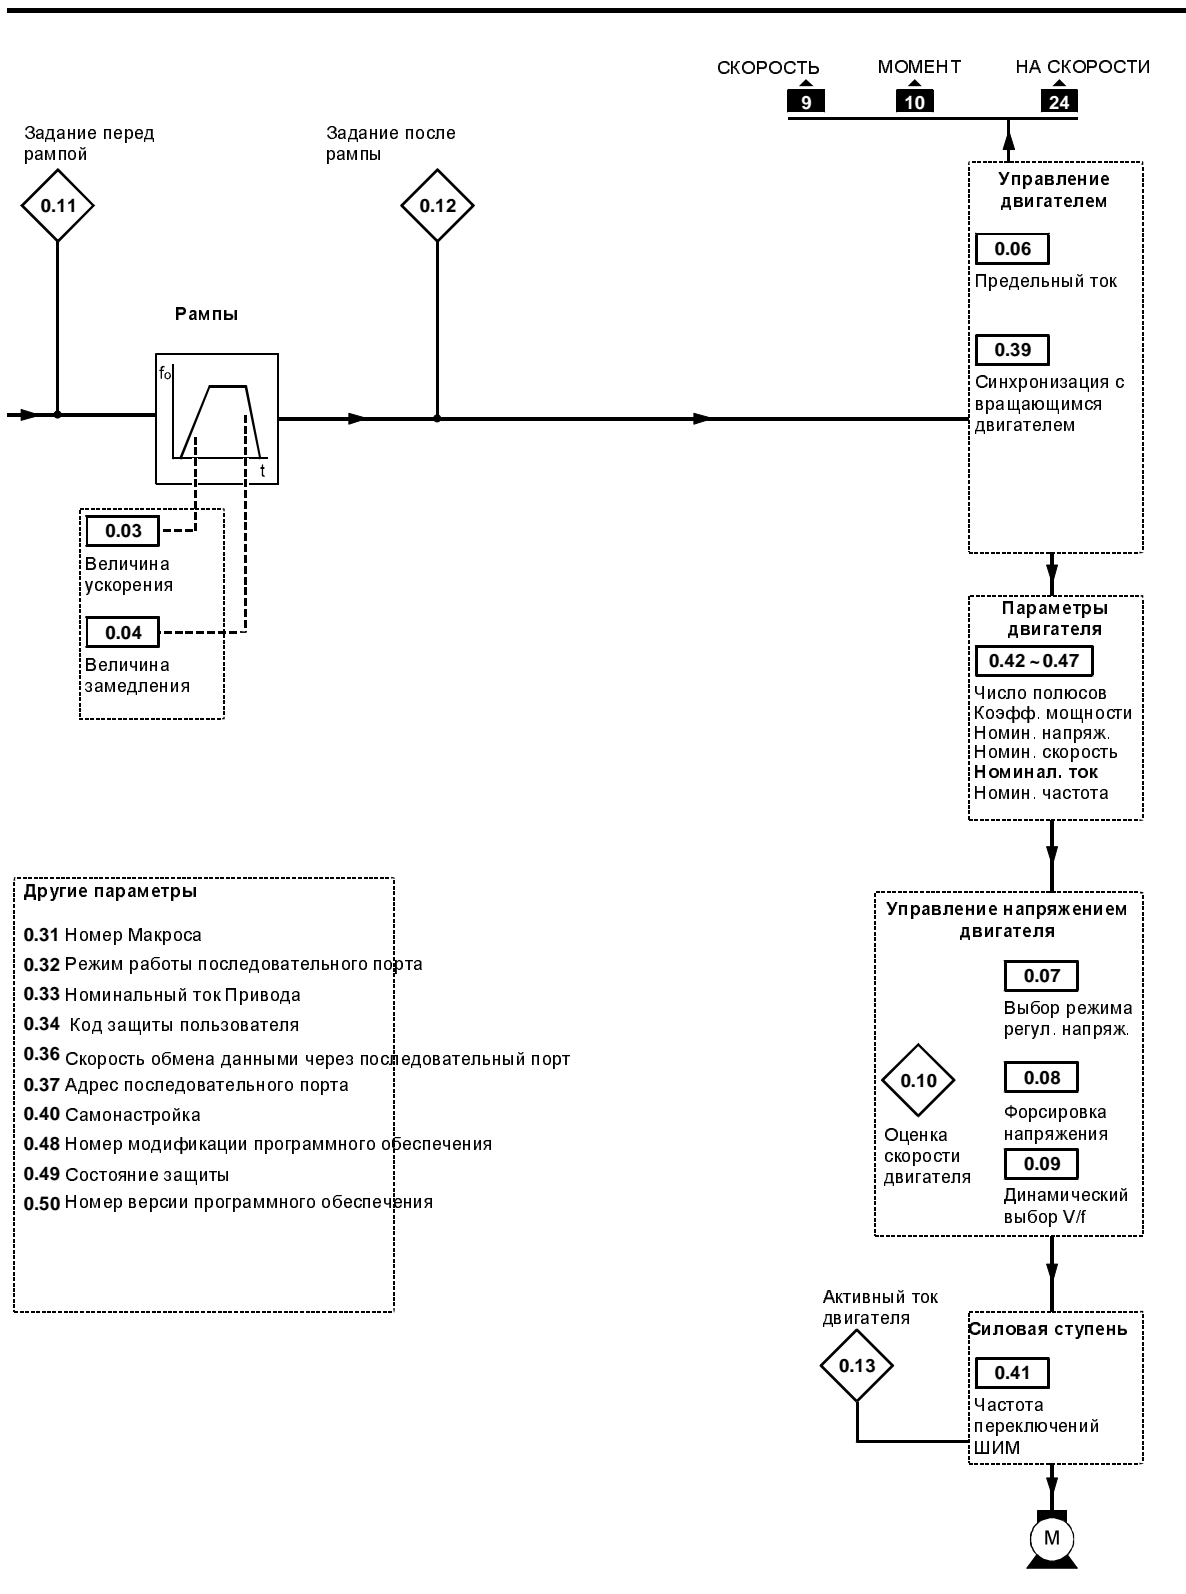 СКОРОСТЬ МОМЕНТ НА СКОРОСТИ
9 10 24
Задание перед
рампой
0.11
Задание после
рампы
0.12
Рампы
fo
t
0.03
Величина
ускорения
0.04
Величина
замедления
Управление
двигателем
0.06
Предельный ток
0.39
Синхронизация с
вращающимся
двигателем
Параметры
двигателя
0.42 ~ 0.47
Число полюсов
Коэфф. мощности
Номин. напряж.
Номин. скорость
Номинал. ток
Номин. частота
Другие параметры
0.31 Номер Макроса
0.32 Режим работы последовательного порта
0.33 Номинальный ток Привода
0.34 Код защиты пользователя
0.36 Скорость обмена данными через последовательный порт
0.37 Адрес последовательного порта
0.40 Самонастройка
0.48 Номер модификации программного обеспечения
0.49 Состояние защиты
0.50 Номер версии программного обеспечения
Управление напряжением
двигателя
0.07
Выбор режима
регул. напряж.
0.10
Оценка
скорости
двигателя
0.08
Форсировка
напряжения
0.09
Динамический
выбор V/f
Активный ток
двигателя
0.13
Силовая ступень
0.41
Частота
переключений
ШИМ
М